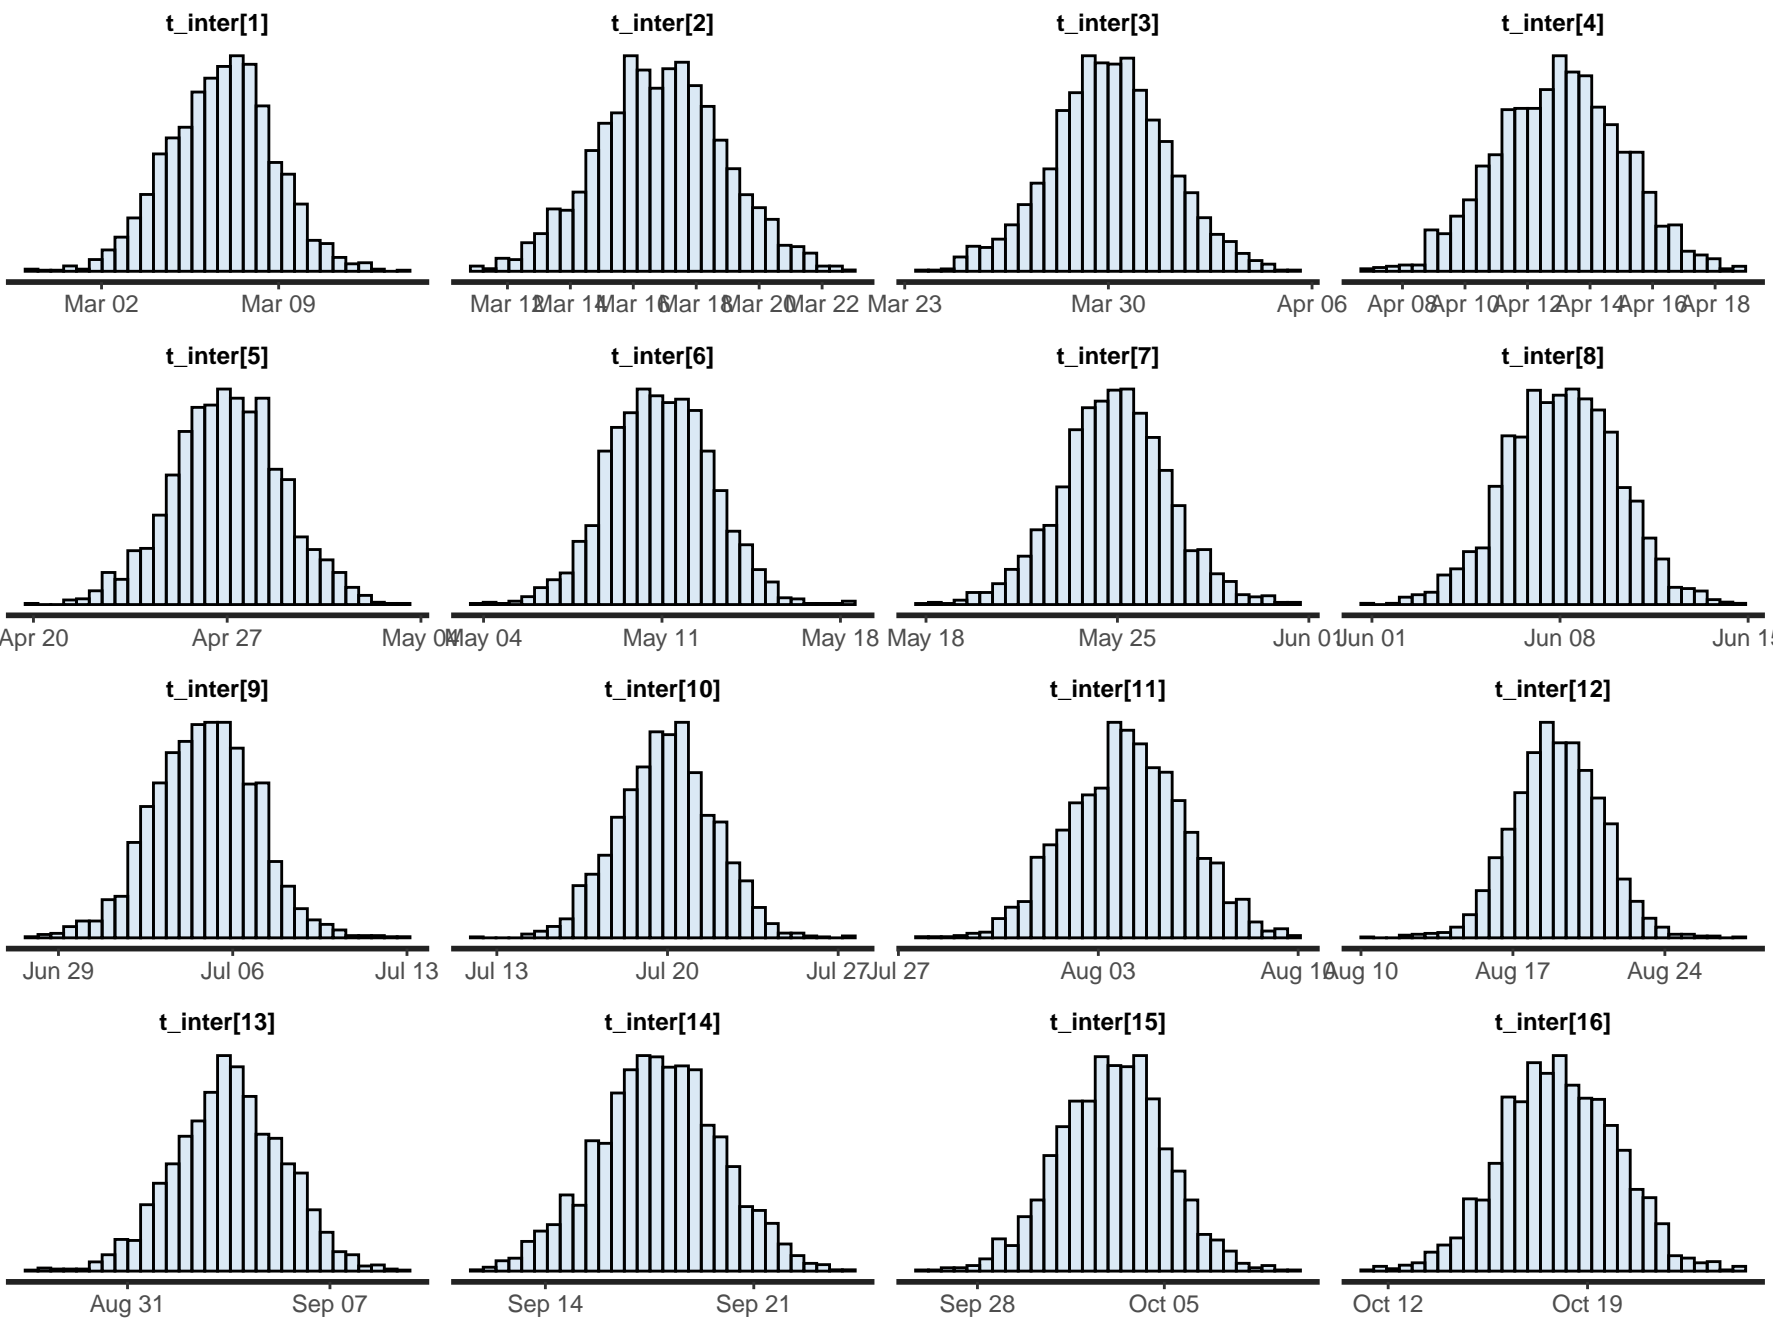 t_inter[1] t_inter[2] t_inter[3] t_inter[4]
Mar 02 Mar 09 Mar 12 Mar 14 Mar 16 Mar 18 Mar 20 Mar 22 Mar 23 Mar 30 Apr 06 Apr 08 Apr 10 Apr 12 Apr 14 Apr 16 Apr 18
t_inter[5] t_inter[6] t_inter[7] t_inter[8]
Apr 20 Apr 27 May 04 May 04 May 11 May 18 May 18 May 25 Jun 01 Jun 01 Jun 08 Jun 15
t_inter[9] t_inter[10] t_inter[11] t_inter[12]
Jun 29 Jul 06 Jul 13 Jul 13 Jul 20 Jul 27 Jul 27 Aug 03 Aug 10 Aug 10 Aug 17 Aug 24
t_inter[13] t_inter[14] t_inter[15] t_inter[16]
Aug 31 Sep 07 Sep 14 Sep 21 Sep 28 Oct 05 Oct 12 Oct 19